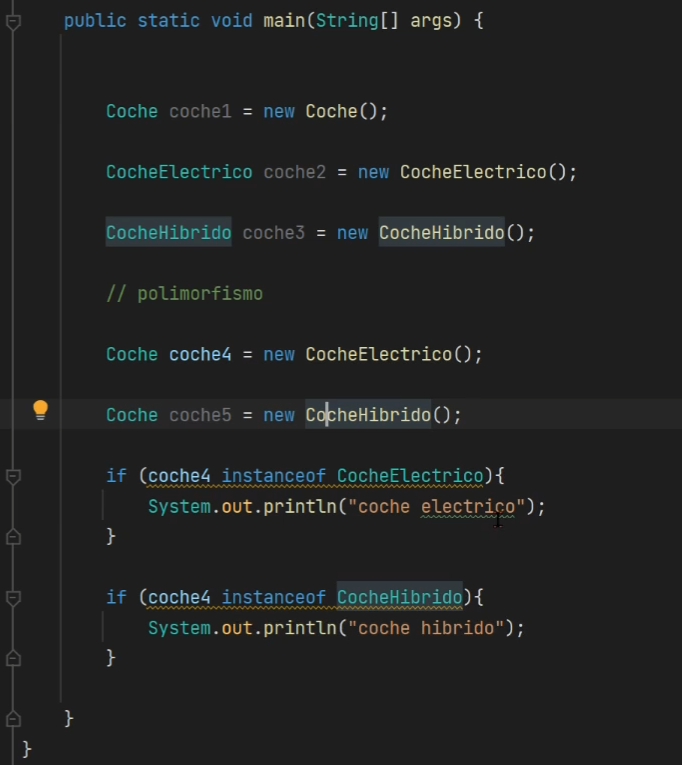 public static void main(String[] args) {
Coche coche1 = new Coche();
CocheElectrico coche2 = new CocheElectrico();
CocheHibrido coche3 = new CocheHibrido();
// polimorfismo
Coche coche4 = new CocheElectrico();
Coche coche5 = new CocheHibrido();
if (coche4 instanceof CocheElectrico){
System.out.println("coche electrico");
}
if (coche4 instanceof CocheHibrido){
System.out.println("coche hibrido");
}
}
}